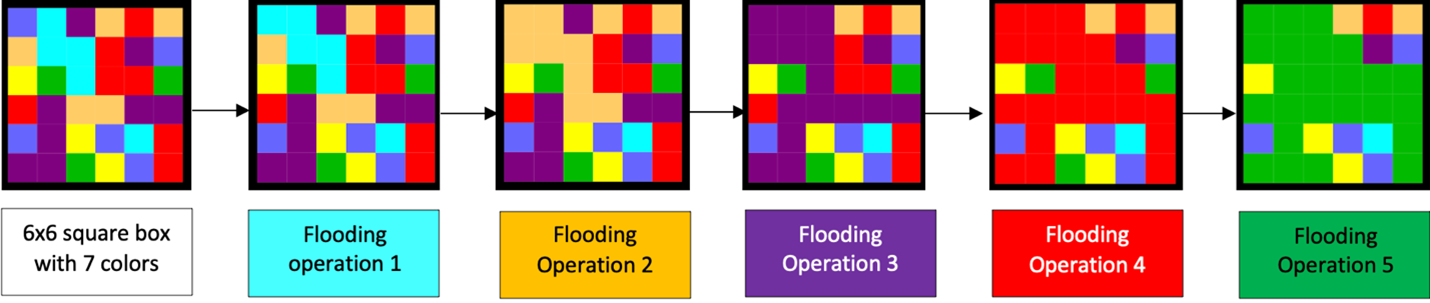 6x6 square box
with 7 colors
Flooding
operation 1
Flooding
Operation 2
Flooding
Operation 3
Flooding
Operation 4
Flooding
Operation 5